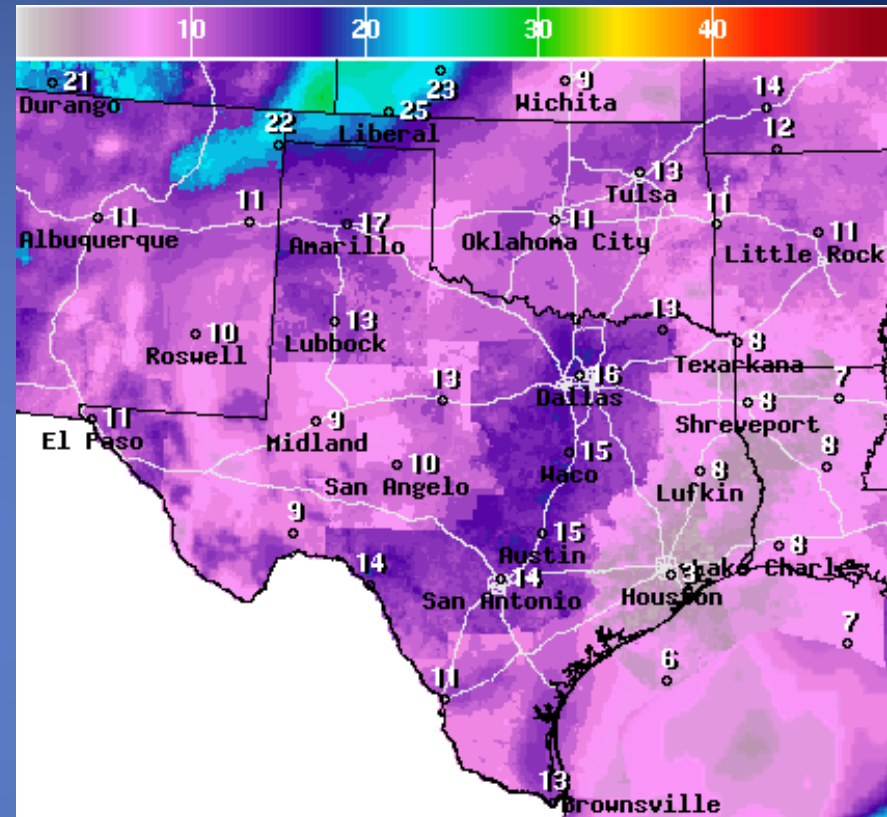 10 20 30 40
21 23 9
Durango Wichita 14
25
22 Liberal 12
13
Tulsa
11 11 17 11 11 11
Albuquerque Amarillo Oklahoma City Little Rock
10 13 13
Roswell Lubbock Texarkana 8
16
Dallas
13 8 7
11 9 Shreveport
El Paso Midland
10 15 8 8
San Angelo Waco Lufkin
9 15 8
Austin
14 14 3 Lake Charle
San Antonio Houston
7
6
11
13
Brownsville